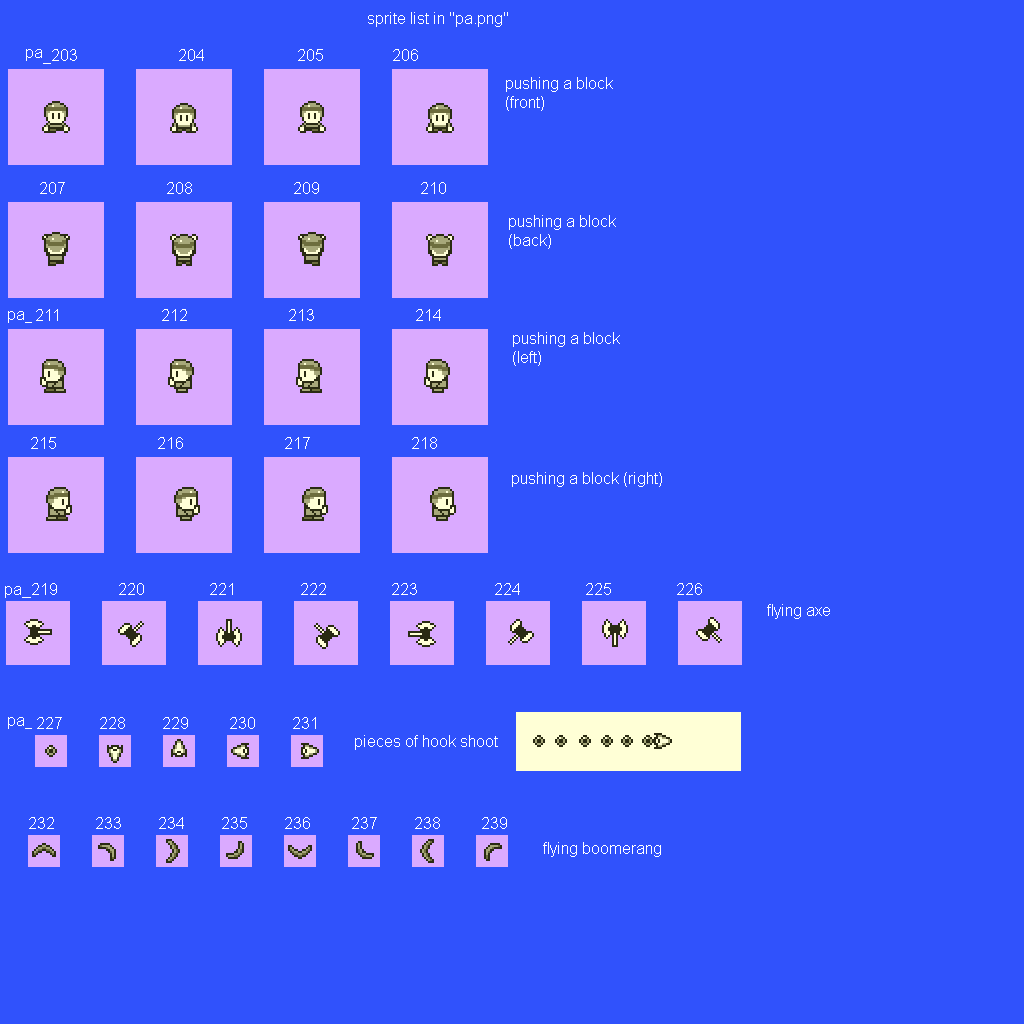 sprite list in "pa.png"
pa_203 204 205 206
pushing a block
(front)
207 208 209 210
pushing a block
(back)
pa_ 211 212 213 214
pushing a block
(left)
215 216 217 218
pushing a block (right)
pa_219 220 221 222 223 224 225 226
flying axe
pa_ 227 228 229 230 231
pieces of hook shoot
232 233 234 235 236 237 238 239
flying boomerang